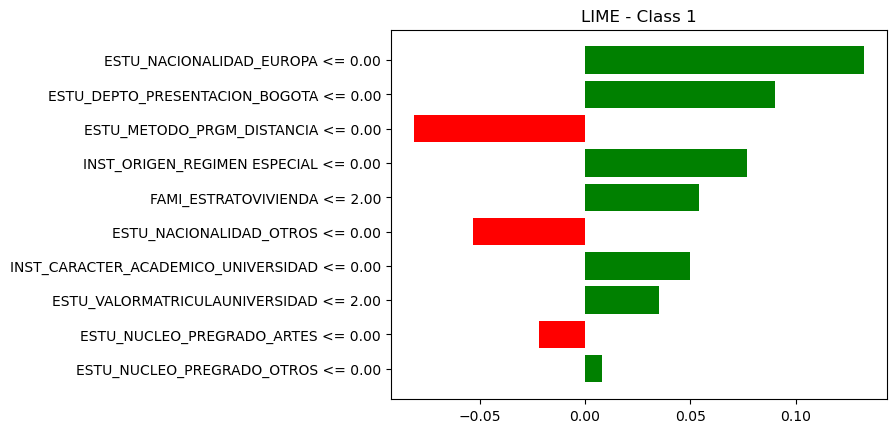 LIME - Class 1
ESTU_NACIONALIDAD_EUROPA <= 0.00
ESTU_DEPTO_PRESENTACION_BOGOTA <= 0.00
ESTU_METODO_PRGM_DISTANCIA <= 0.00
INST_ORIGEN_REGIMEN ESPECIAL <= 0.00
FAMI_ESTRATOVIVIENDA <= 2.00
ESTU_NACIONALIDAD_OTROS <= 0.00
INST_CARACTER_ACADEMICO_UNIVERSIDAD <= 0.00
ESTU_VALORMATRICULAUNIVERSIDAD <= 2.00
ESTU_NUCLEO_PREGRADO_ARTES <= 0.00
ESTU_NUCLEO_PREGRADO_OTROS <= 0.00
−0.05 0.00 0.05 0.10